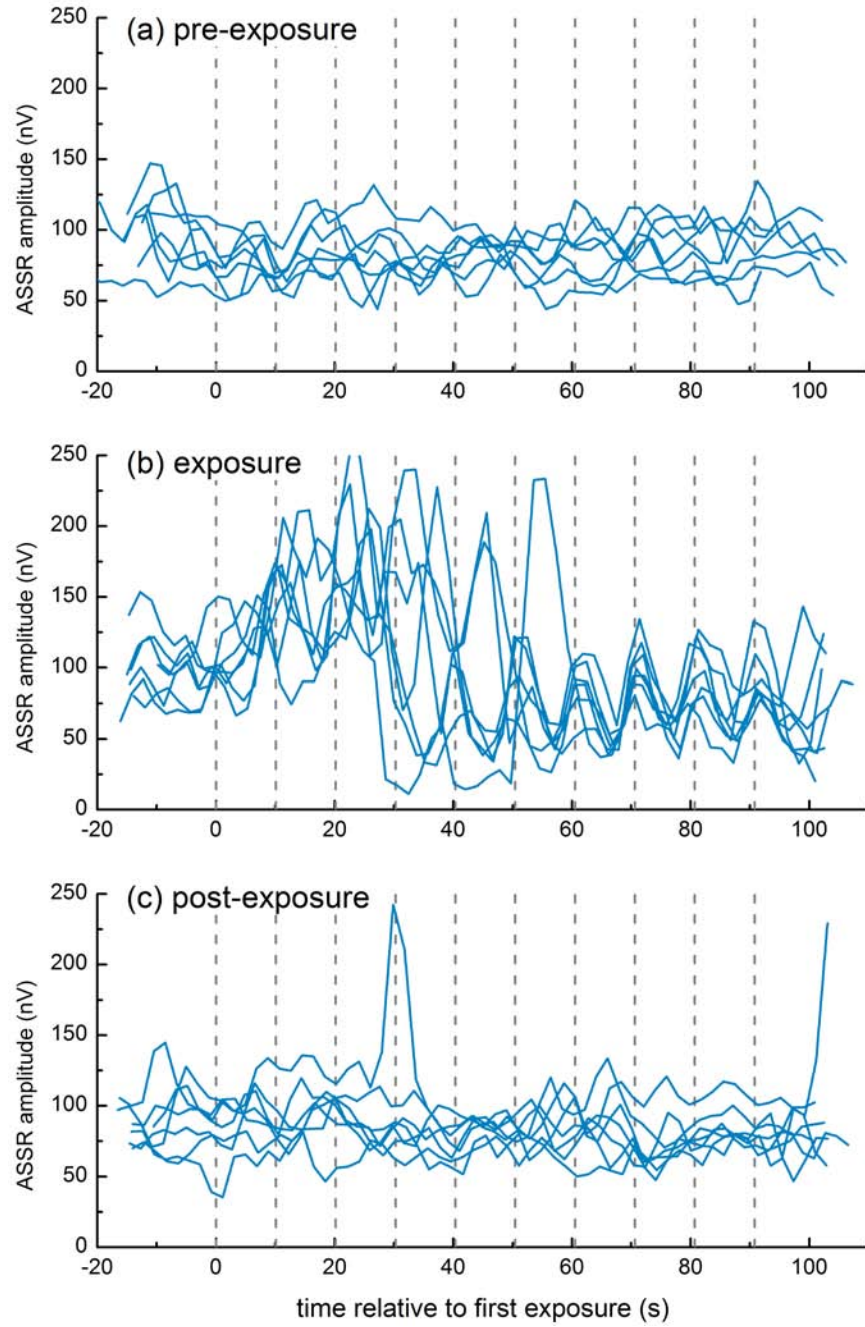 (a) pre-exposure
250
200
150
100
50
0
ASSR amplitude (nV)
-20 0 20 40 60 80 100
(b) exposure
250
200
150
100
50
0
ASSR amplitude (nV)
-20 0 20 40 60 80 100
(c) post-exposure
250
200
150
100
50
0
ASSR amplitude (nV)
-20 0 20 40 60 80 100
time relative to first exposure (s)